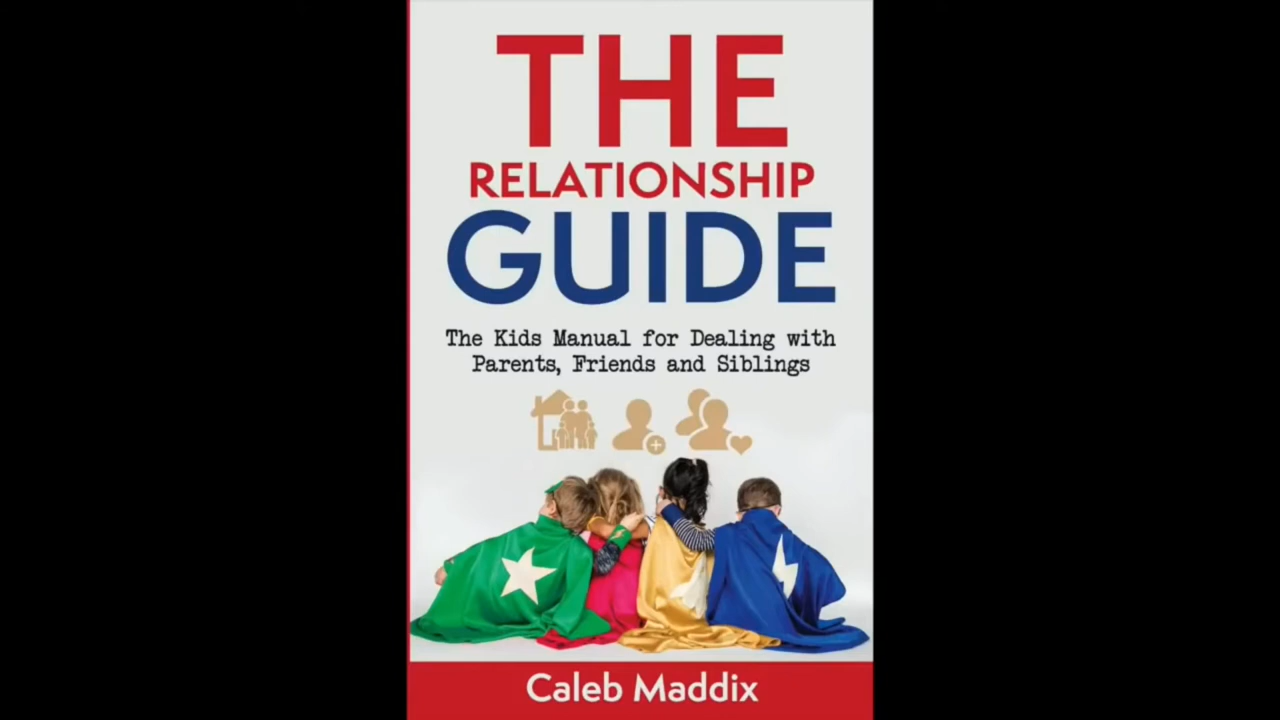 THE
RELATIONSHIP
GUIDE
The Kids Manual for Dealing with
Parents, Friends and Siblings
Caleb Maddix